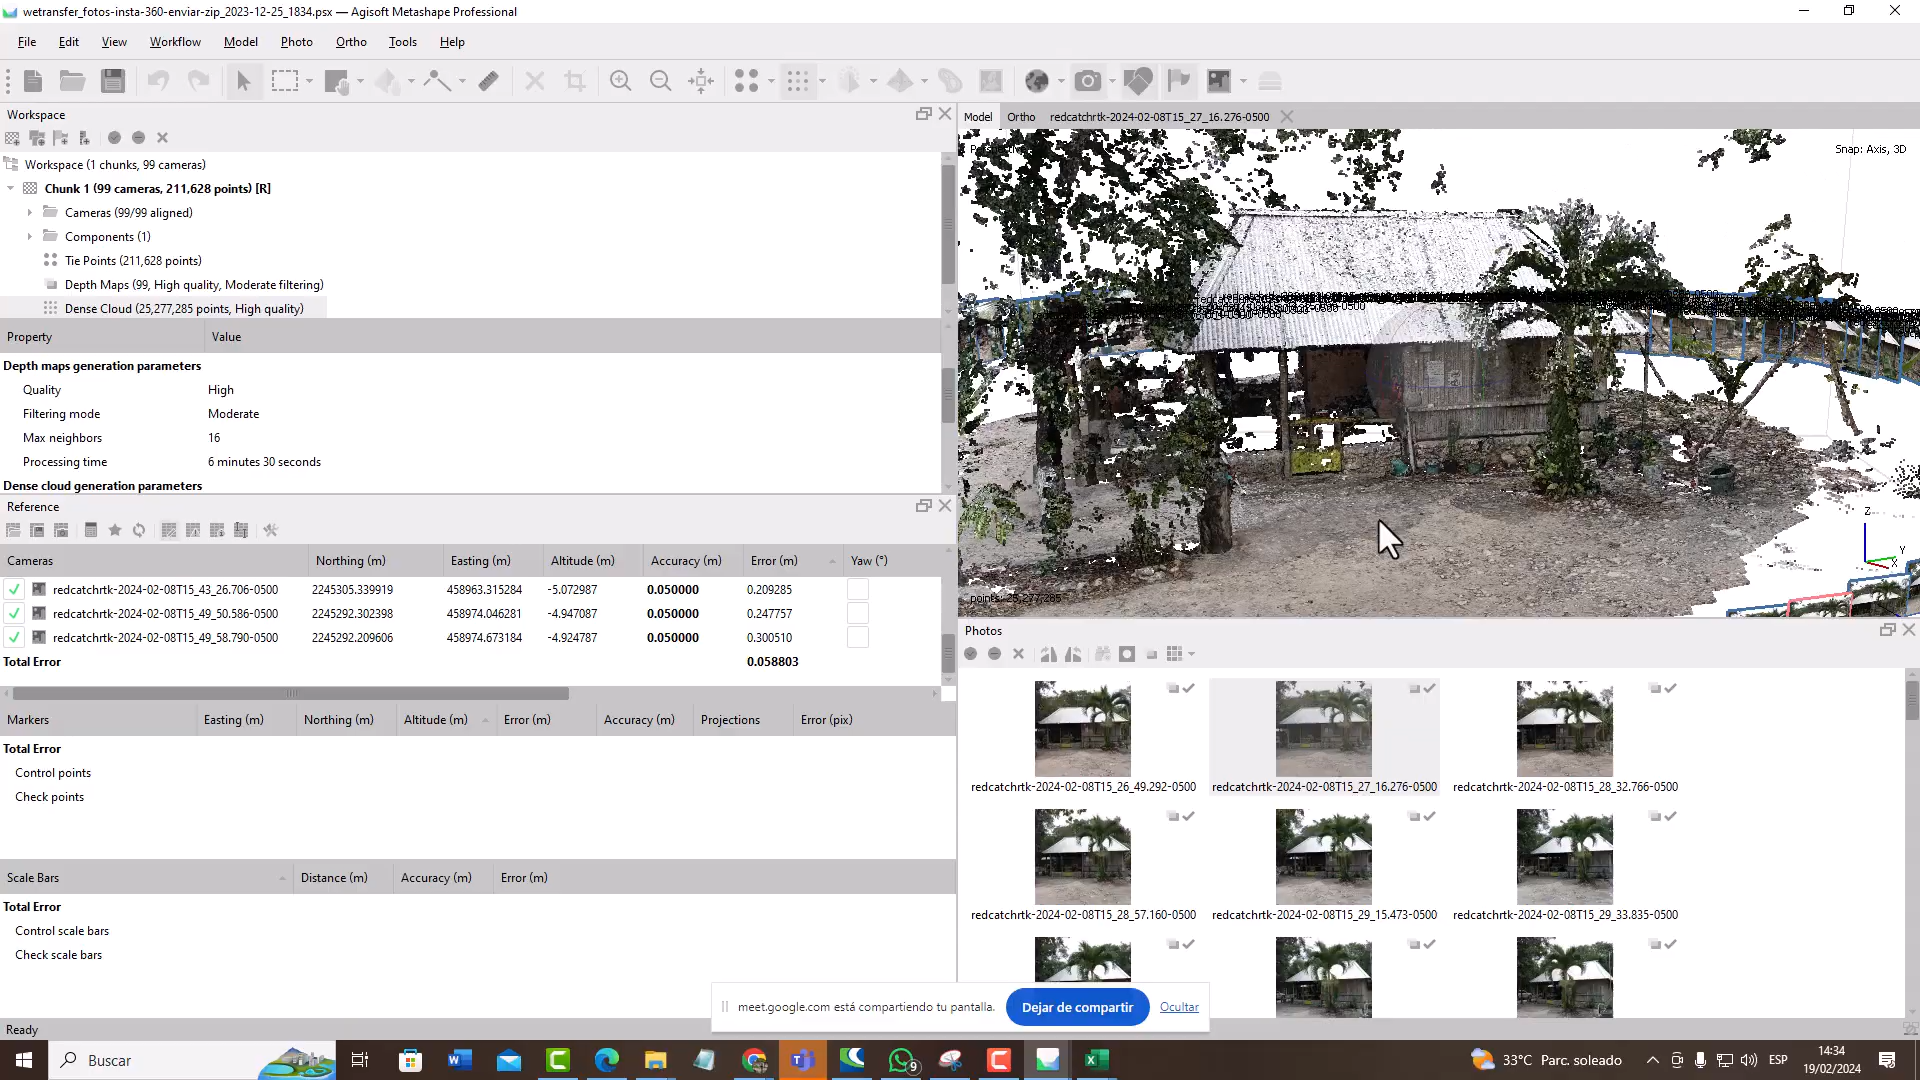 wetransfer_fotos-insta-360-enviar-zip_2023-12-25_1834.psx — Agisoft Metashape Professional
File Edit View Workflow Model Photo Ortho Tools Help
Workspace
Workspace (1 chunks, 99 cameras)
Chunk 1 (99 cameras, 211,628 points) [R]
Cameras (99/99 aligned)
Components (1)
Tie Points (211,628 points)
Depth Maps (99, High quality, Moderate filtering)
Dense Cloud (25,277,285 points, High quality)
Property Value
Depth maps generation parameters
Quality High
Filtering mode Moderate
Max neighbors 16
Processing time 6 minutes 30 seconds
Dense cloud generation parameters
Reference
Cameras Northing (m) Easting (m) Altitude (m) Accuracy (m) Error (m) Yaw (°)
redcatchrtk-2024-02-08T15_43_26.706-0500 2245305.339919 458963.315284 -5.072987 0.050000 0.209285
redcatchrtk-2024-02-08T15_49_50.586-0500 2245292.302398 458974.046281 -4.947087 0.050000 0.247757
redcatchrtk-2024-02-08T15_49_58.790-0500 2245292.209606 458974.673184 -4.924787 0.050000 0.300510
Total Error 0.058803
Markers Easting (m) Northing (m) Altitude (m) Error (m) Accuracy (m) Projections Error (pix)
Total Error
Control points
Check points
Scale Bars Distance (m) Accuracy (m) Error (m)
Total Error
Control scale bars
Check scale bars
Ready
Model Ortho redcatchrtk-2024-02-08T15_27_16.276-0500
Snap: Axis, 3D
Z
Y
X
points: 25,277,285
Photos
redcatchrtk-2024-02-08T15_26_49.292-0500 redcatchrtk-2024-02-08T15_27_16.276-0500 redcatchrtk-2024-02-08T15_28_32.766-0500
redcatchrtk-2024-02-08T15_28_57.160-0500 redcatchrtk-2024-02-08T15_29_15.473-0500 redcatchrtk-2024-02-08T15_29_33.835-0500
meet.google.com está compartiendo tu pantalla. Dejar de compartir Ocultar
Buscar
9
33°C Parc. soleado
ESP
14:34
19/02/2024